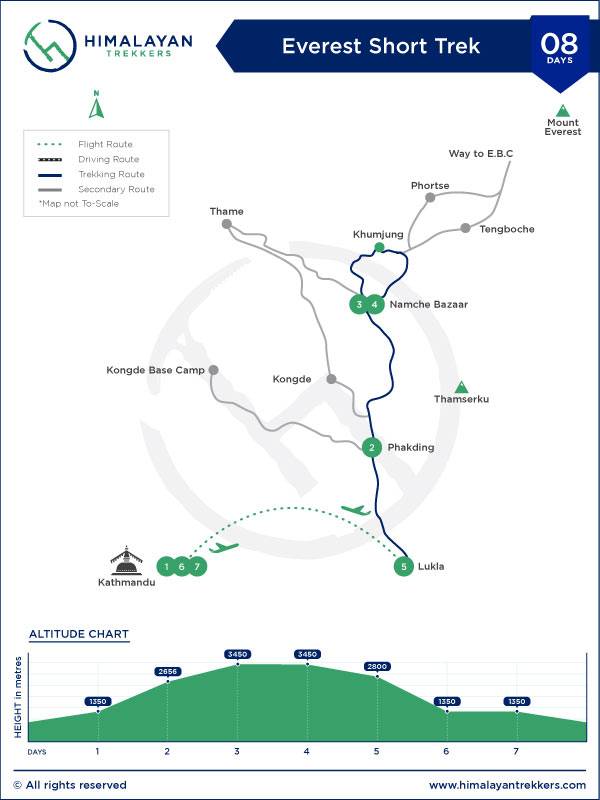 HIMALAYAN
TREKKERS
Everest Short Trek
08
DAYS
N
Mount
Everest
Flight Route
Driving Route
Trekking Route
Secondary Route
*Map not To-Scale
Way to E.B.C
Phortse
Thame
Tengboche
Khumjung
3 4 Namche Bazaar
Kongde Base Camp
Kongde
Thamserku
2 Phakding
1 6 7
5 Lukla
Kathmandu
ALTITUDE CHART
HEIGHT in metres
1350
2656
3450
3450
2800
1350
1350
DAYS 1 2 3 4 5 6 7
© All rights reserved
www.himalayantrekkers.com